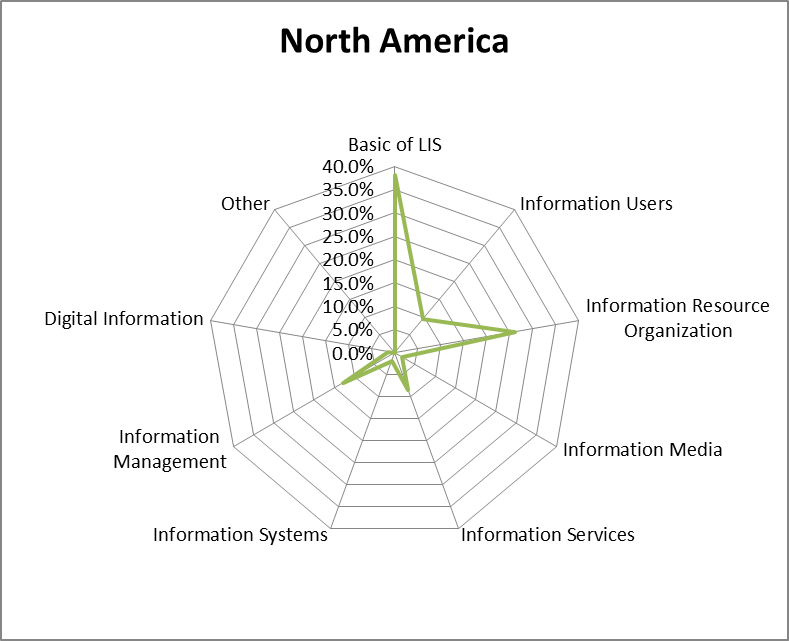 North America
Basic of LIS
40.0%
35.0%
30.0%
25.0%
20.0%
15.0%
10.0%
5.0%
0.0%
Information Users
Information Resource
Organization
Information Media
Information Services
Information Systems
Information
Management
Digital Information
Other